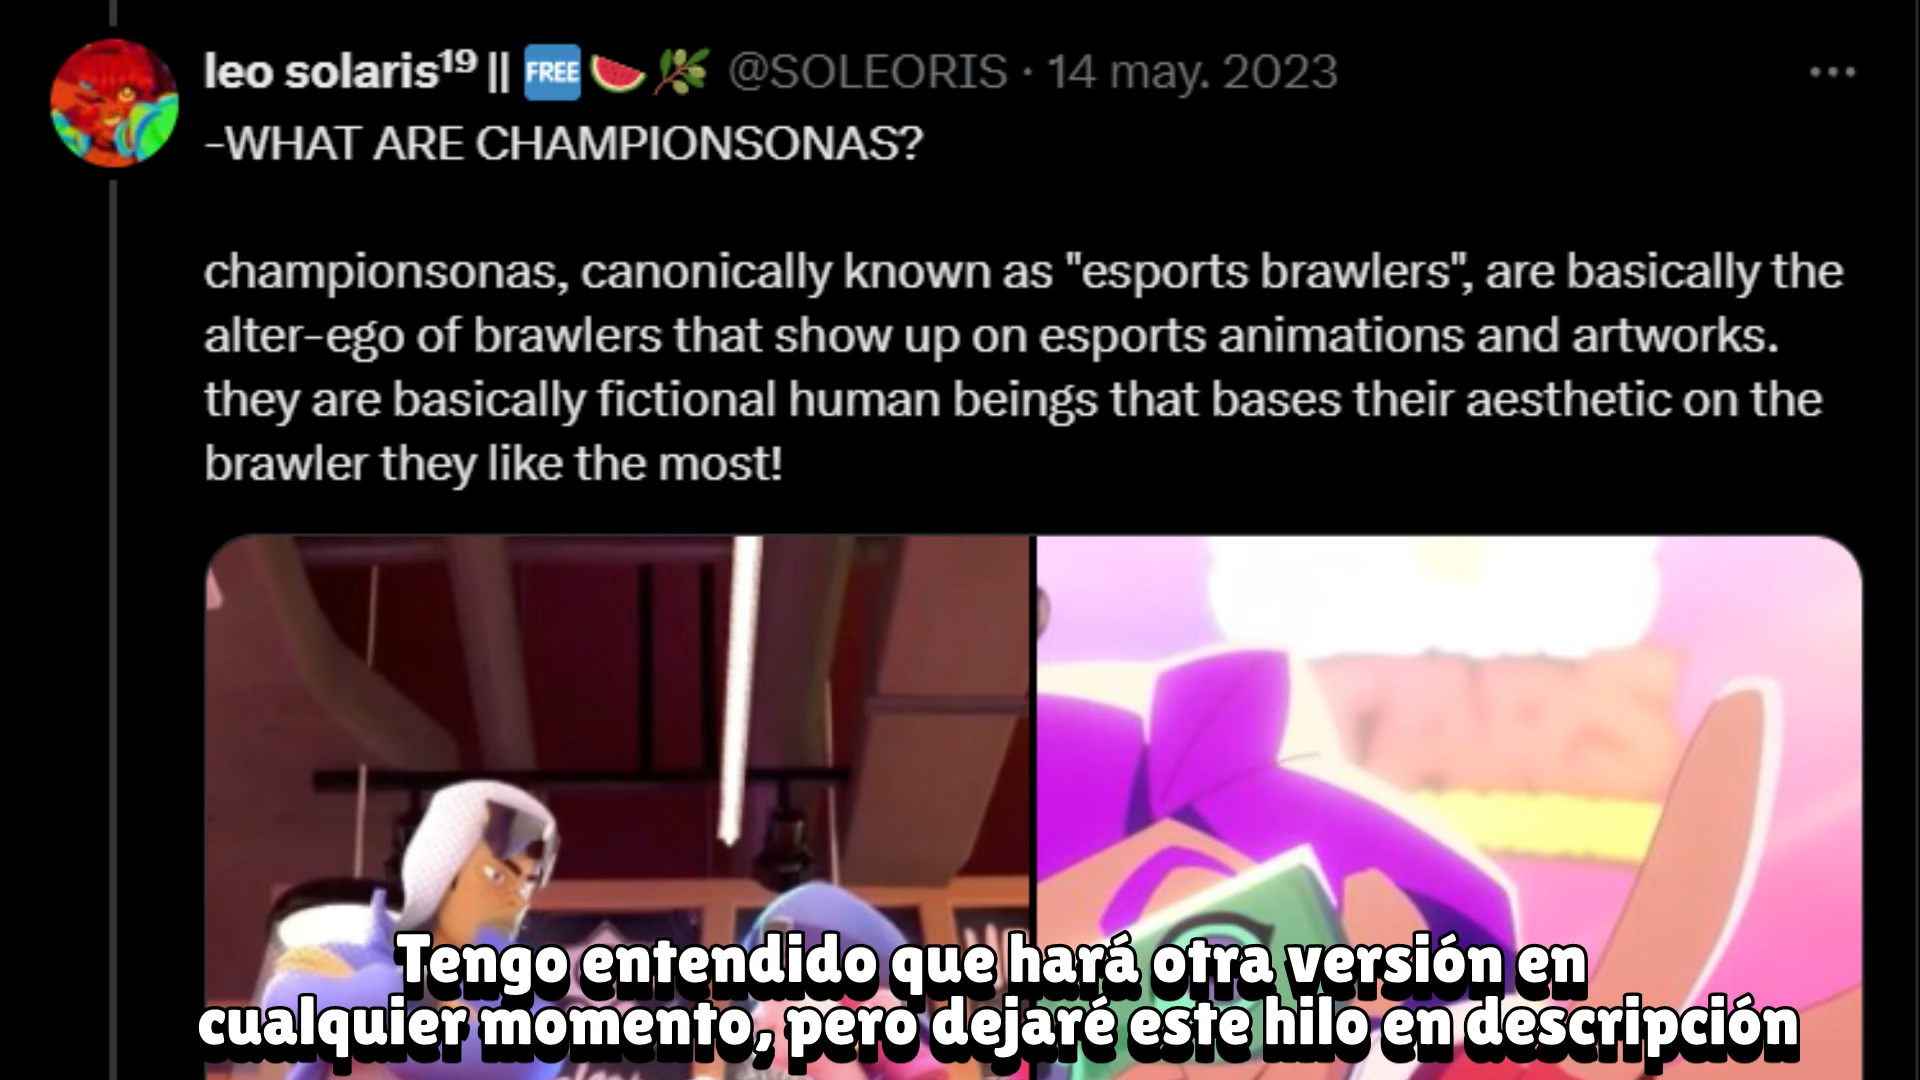 leo solaris¹⁹ || FREE🍉🫒 @SOLEORIS · 14 may. 2023
-WHAT ARE CHAMPIONSONAS?
championsonas, canonically known as "esports brawlers", are basically the
alter-ego of brawlers that show up on esports animations and artworks.
they are basically fictional human beings that bases their aesthetic on the
brawler they like the most!
Tengo entendido que hará otra versión en
cualquier momento, pero dejaré este hilo en descripción